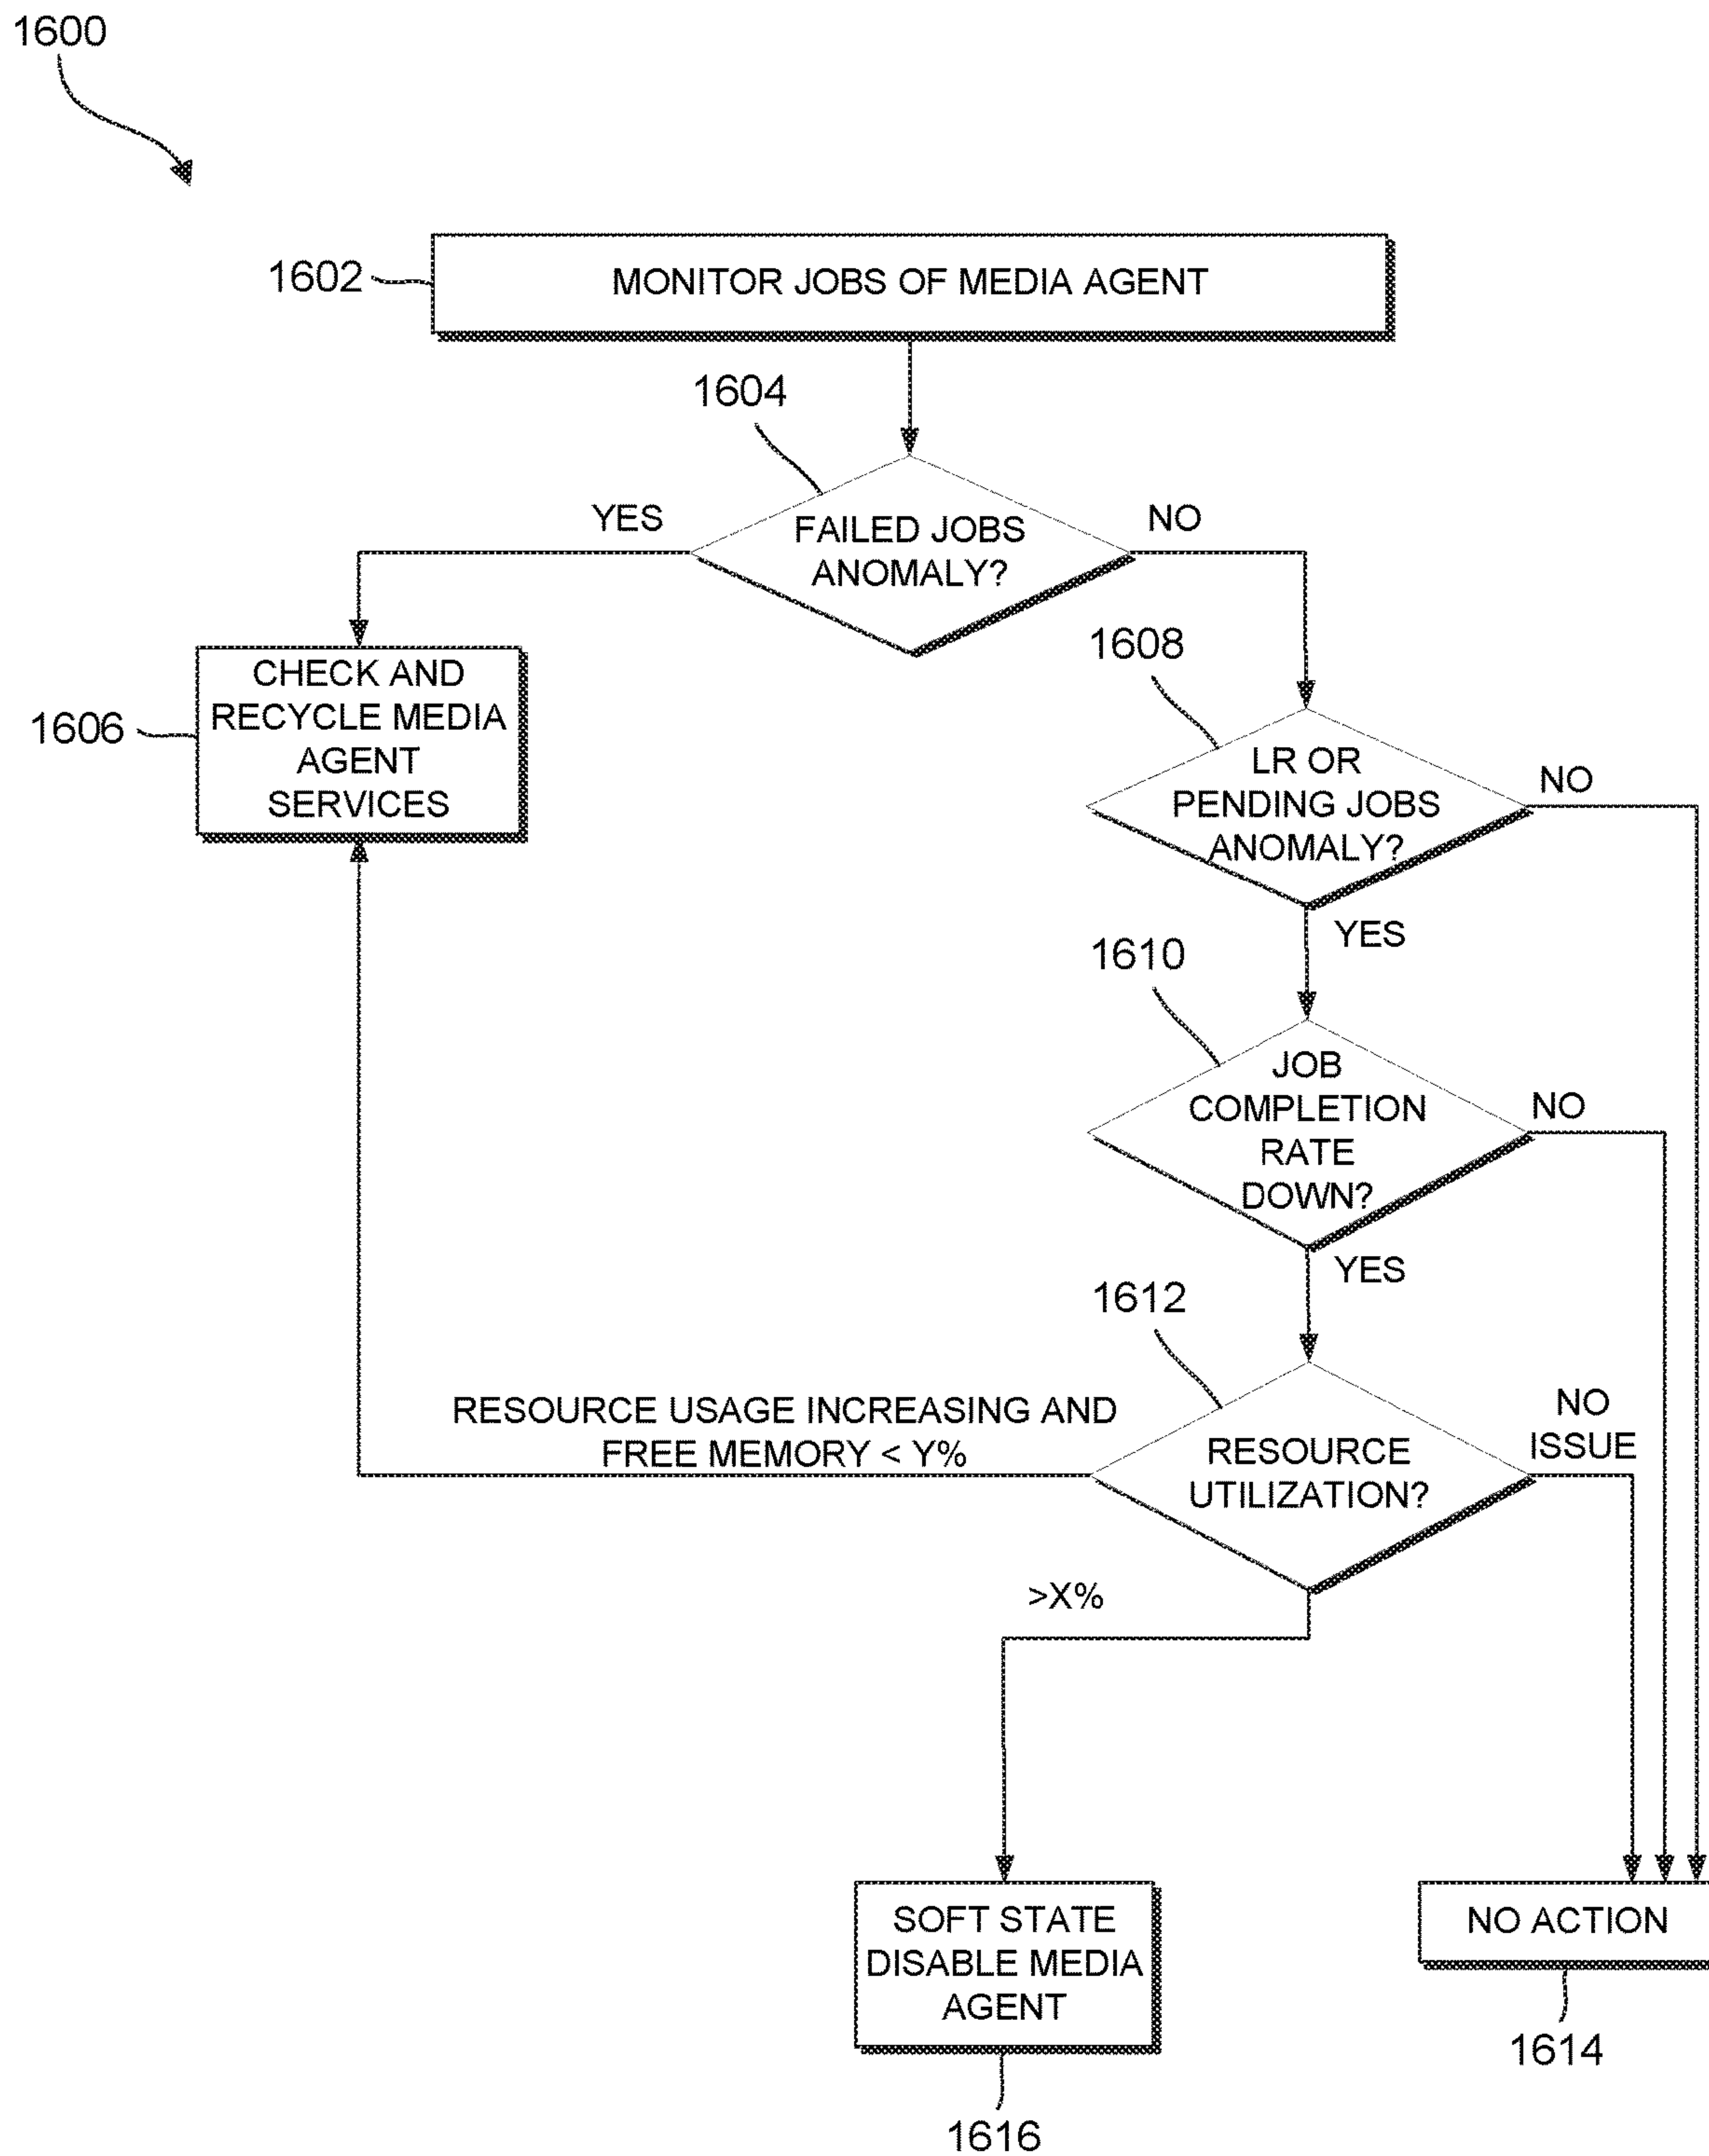 1600
1602
MONITOR JOBS OF MEDIA AGENT
1604
YES
NO
FAILED JOBS
ANOMALY?
1606
CHECK AND
RECYCLE MEDIA
AGENT
SERVICES
1608
LR OR
PENDING JOBS
ANOMALY?
NO
YES
1610
JOB
COMPLETION
RATE
DOWN?
NO
YES
1612
RESOURCE USAGE INCREASING AND
FREE MEMORY < Y%
RESOURCE
UTILIZATION?
NO
ISSUE
>X%
SOFT STATE
DISABLE MEDIA
AGENT
1616
NO ACTION
1614